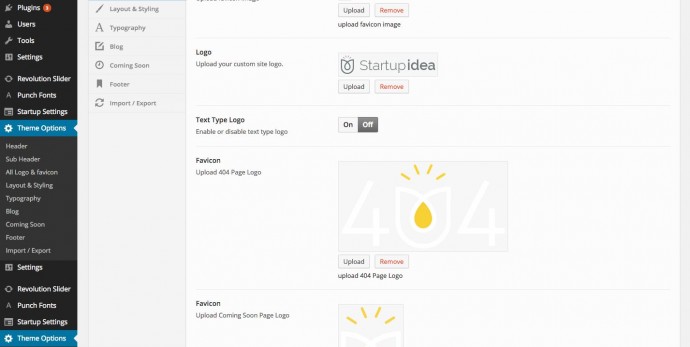 Plugins 3
Users
Tools
Settings
Revolution Slider
Punch Fonts
Startup Settings
Theme Options
Header
Sub Header
All Logo & favicon
Layout & Styling
Typography
Blog
Coming Soon
Footer
Import / Export
Settings
Revolution Slider
Punch Fonts
Startup Settings
Theme Options
Layout & Styling
Typography
Blog
Coming Soon
Footer
Import / Export
Upload Remove
upload favicon image
Logo
Upload your custom site logo.
Startup idea
Upload Remove
Text Type Logo
Enable or disable text type logo
On Off
Favicon
Upload 404 Page Logo
404
Upload Remove
upload 404 Page Logo
Favicon
Upload Coming Soon Page Logo